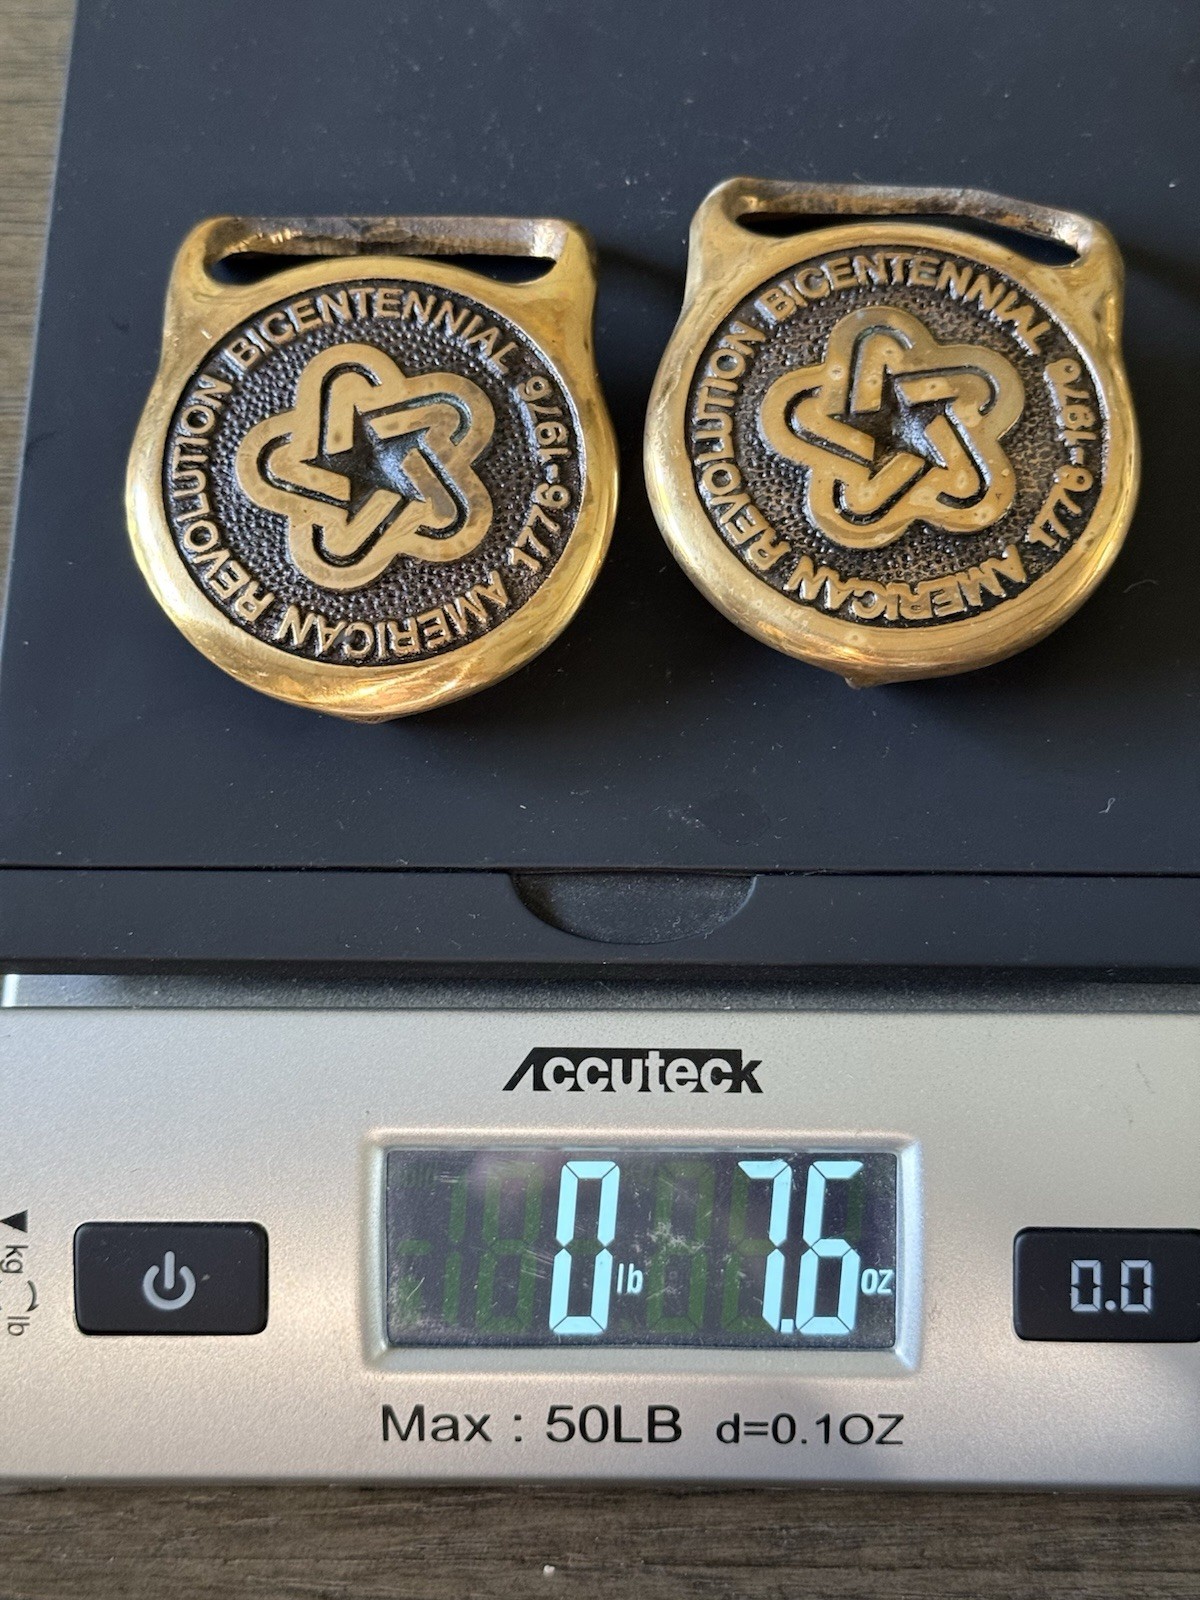 AMERICAN REVOLUTION BICENTENNIAL 1776-1976
AMERICAN REVOLUTION BICENTENNIAL 1776-1976
Accuteck
0 lb 7.6 oz
kg lb
0.0
Max : 50LB d=0.1OZ